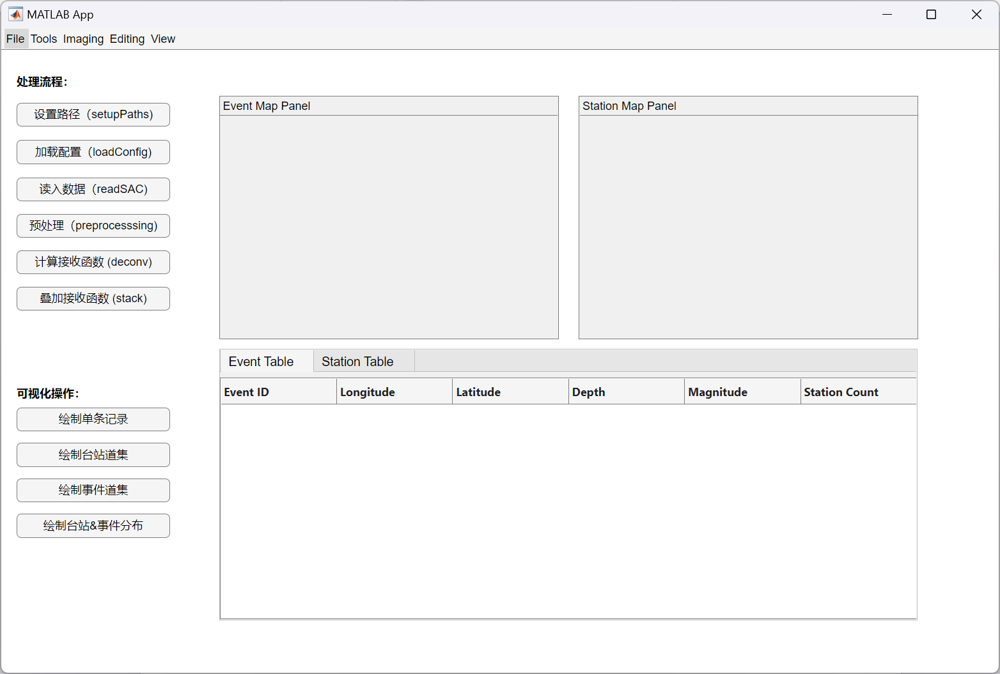 MATLAB App
File Tools Imaging Editing View
处理流程：
设置路径（setupPaths)
加载配置（loadConfig)
读入数据（readSAC)
预处理（preprocesssing)
计算接收函数 (deconv)
叠加接收函数 (stack)
可视化操作：
绘制单条记录
绘制台站道集
绘制事件道集
绘制台站&事件分布
Event Map Panel
Station Map Panel
Event Table Station Table
Event ID Longitude Latitude Depth Magnitude Station Count